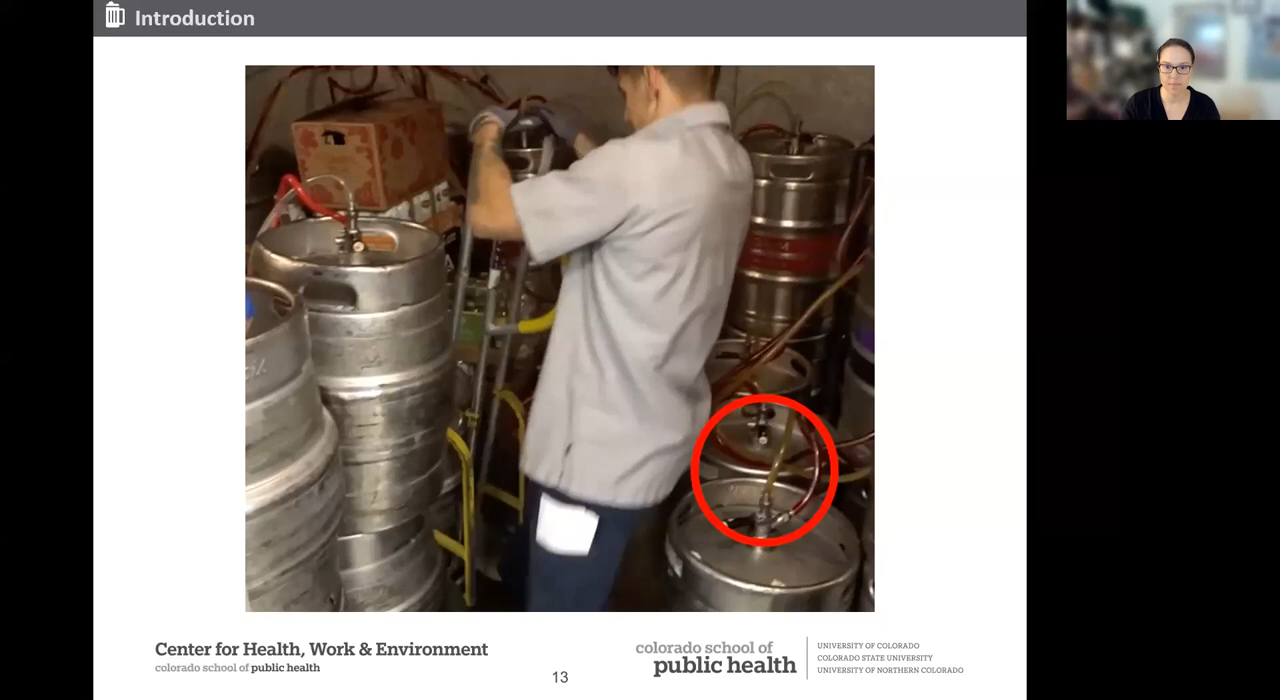 Introduction
Center for Health, Work & Environment
colorado school of public health
13
colorado school of
public health
UNIVERSITY OF COLORADO
COLORADO STATE UNIVERSITY
UNIVERSITY OF NORTHERN COLORADO